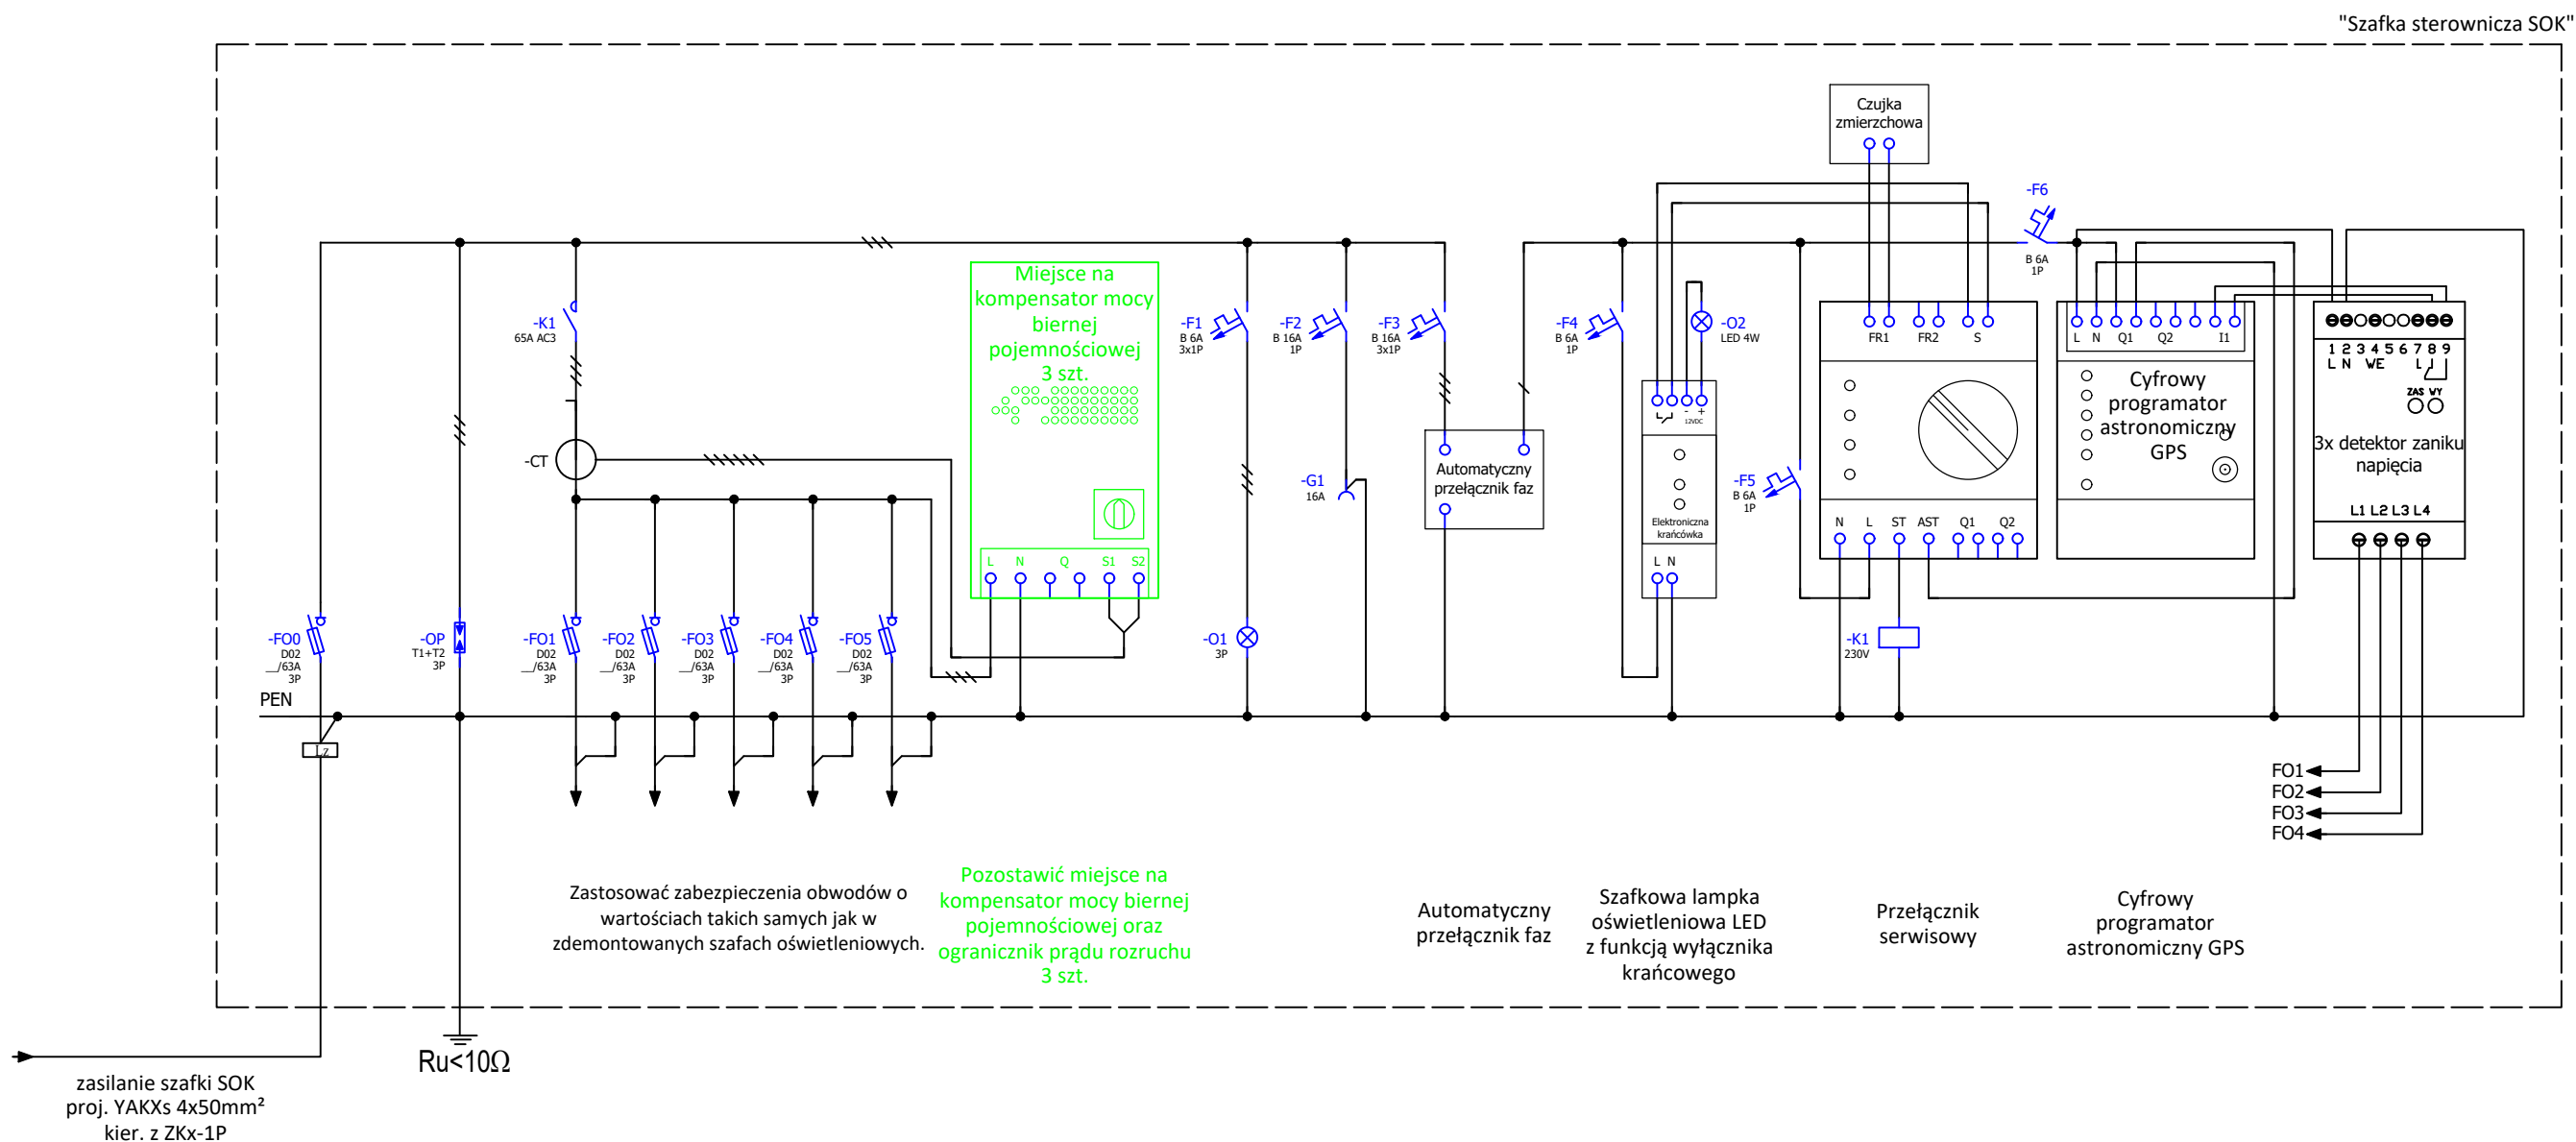 "Szafka sterownicza SOK"
Czujka
zmierzchowa
-F6
B 6A
1P
Miejsce na
kompensator mocy
biernej
pojemnościowej
3 szt.
L N Q S1 S2
-K1
65A AC3
-CT
-F1
B 6A
3x1P
-F2
B 16A
1P
-F3
B 16A
3x1P
-F4
B 6A
1P
-O2
LED 4W
- +
12VDC
Elektroniczna
krańcówka
L N
-F5
B 6A
1P
FR1 FR2 S
N L ST AST Q1 Q2
L N Q1 Q2 I1
Cyfrowy
programator
astronomiczny
GPS
1 2 3 4 5 6 7 8 9
L N WE
ZAS WY
3x detektor zaniku
napięcia
L1 L2 L3 L4
-G1
16A
Automatyczny
przełącznik faz
-FO0
D02
__/63A
3P
-OP
T1+T2
3P
-FO1
D02
__/63A
3P
-FO2
D02
__/63A
3P
-FO3
D02
__/63A
3P
-FO4
D02
__/63A
3P
-FO5
D02
__/63A
3P
-O1
3P
-K1
230V
PEN
Lz
FO1
FO2
FO3
FO4
Zastosować zabezpieczenia obwodów o
wartościach takich samych jak w
zdemontowanych szafach oświetleniowych.
Pozostawić miejsce na
kompensator mocy biernej
pojemnościowej oraz
ogranicznik prądu rozruchu
3 szt.
Automatyczny
przełącznik faz
Szafkowa lampka
oświetleniowa LED
z funkcją wyłącznika
krańcowego
Przełącznik
serwisowy
Cyfrowy
programator
astronomiczny GPS
Ru<10Ω
zasilanie szafki SOK
proj. YAKXs 4x50mm²
kier. z ZKx-1P